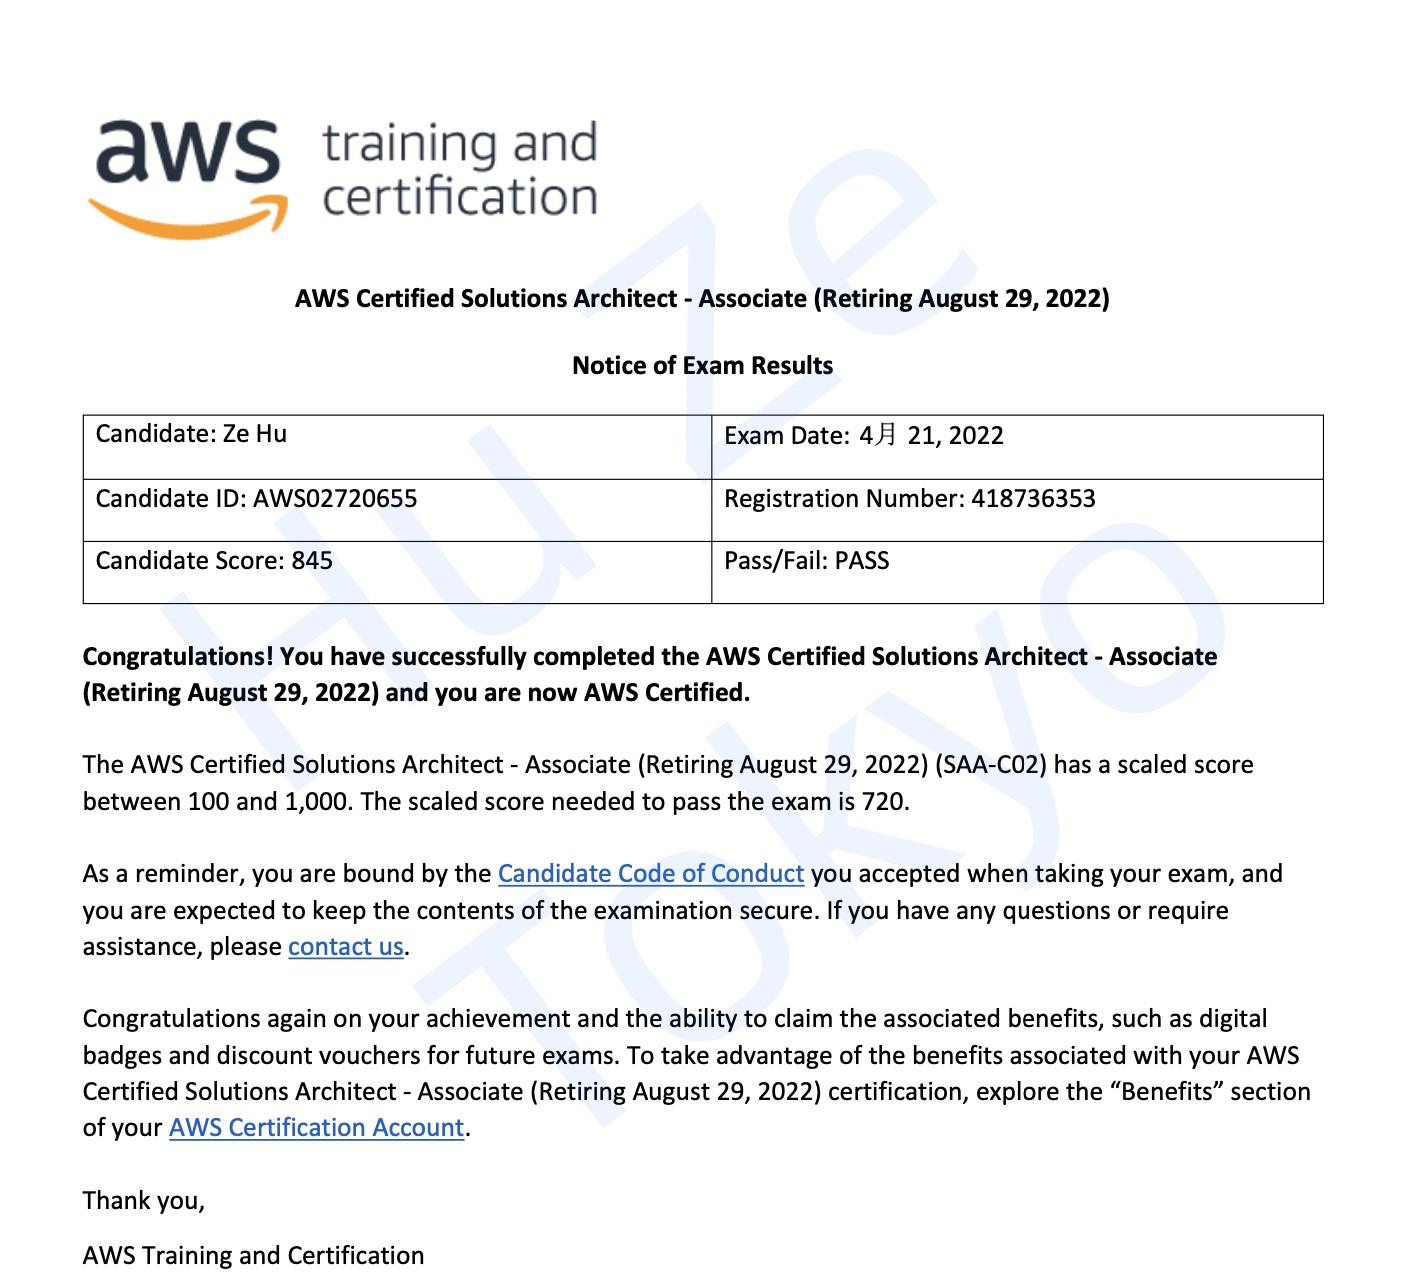 aws training and
certification
AWS Certified Solutions Architect - Associate (Retiring August 29, 2022)
Notice of Exam Results
Candidate: Ze Hu
Exam Date: 4月 21, 2022
Candidate ID: AWS02720655
Registration Number: 418736353
Candidate Score: 845
Pass/Fail: PASS
Congratulations! You have successfully completed the AWS Certified Solutions Architect - Associate
(Retiring August 29, 2022) and you are now AWS Certified.
The AWS Certified Solutions Architect - Associate (Retiring August 29, 2022) (SAA-C02) has a scaled score
between 100 and 1,000. The scaled score needed to pass the exam is 720.
As a reminder, you are bound by the Candidate Code of Conduct you accepted when taking your exam, and
you are expected to keep the contents of the examination secure. If you have any questions or require
assistance, please contact us.
Congratulations again on your achievement and the ability to claim the associated benefits, such as digital
badges and discount vouchers for future exams. To take advantage of the benefits associated with your AWS
Certified Solutions Architect - Associate (Retiring August 29, 2022) certification, explore the “Benefits” section
of your AWS Certification Account.
Thank you,
AWS Training and Certification
Hu Ze
Tokyo